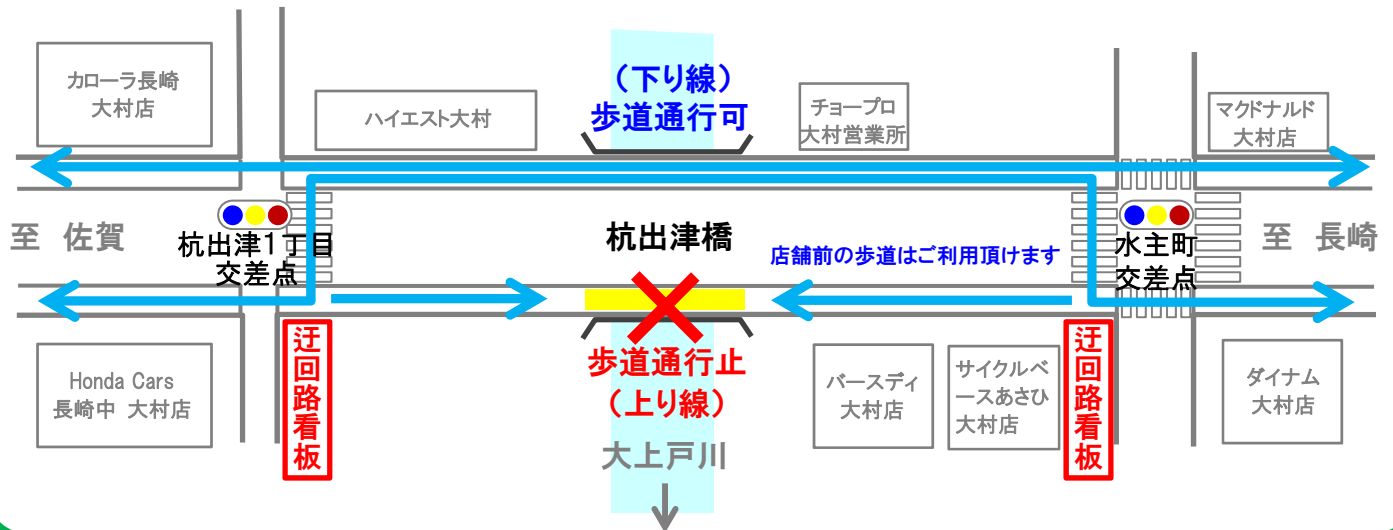 カローラ長崎
大村店
ハイエスト大村
（下り線）
歩道通行可
チョープロ
大村営業所
マクドナルド
大村店
至 佐賀
杭出津1丁目
交差点
杭出津橋
店舗前の歩道はご利用頂けます
水主町
交差点
至 長崎
Honda Cars
長崎中 大村店
迂回路看板
歩道通行止
（上り線）
大上戸川
バースディ
大村店
サイクルベ
ースあさひ
大村店
迂回路看板
ダイナム
大村店